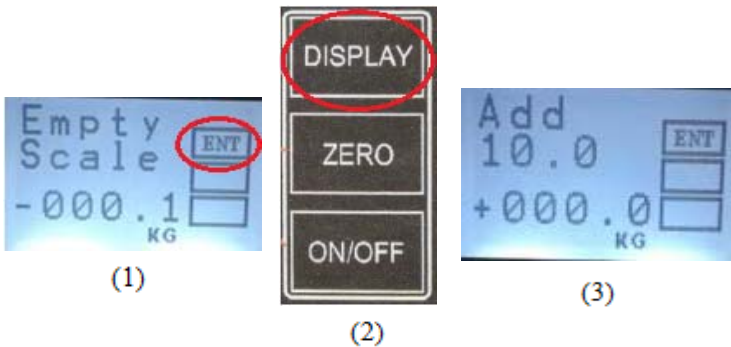 Empty
Scale
ENT
-000.1
KG
(1)
DISPLAY
ZERO
ON/OFF
(2)
Add
10.0
ENT
+000.0
KG
(3)